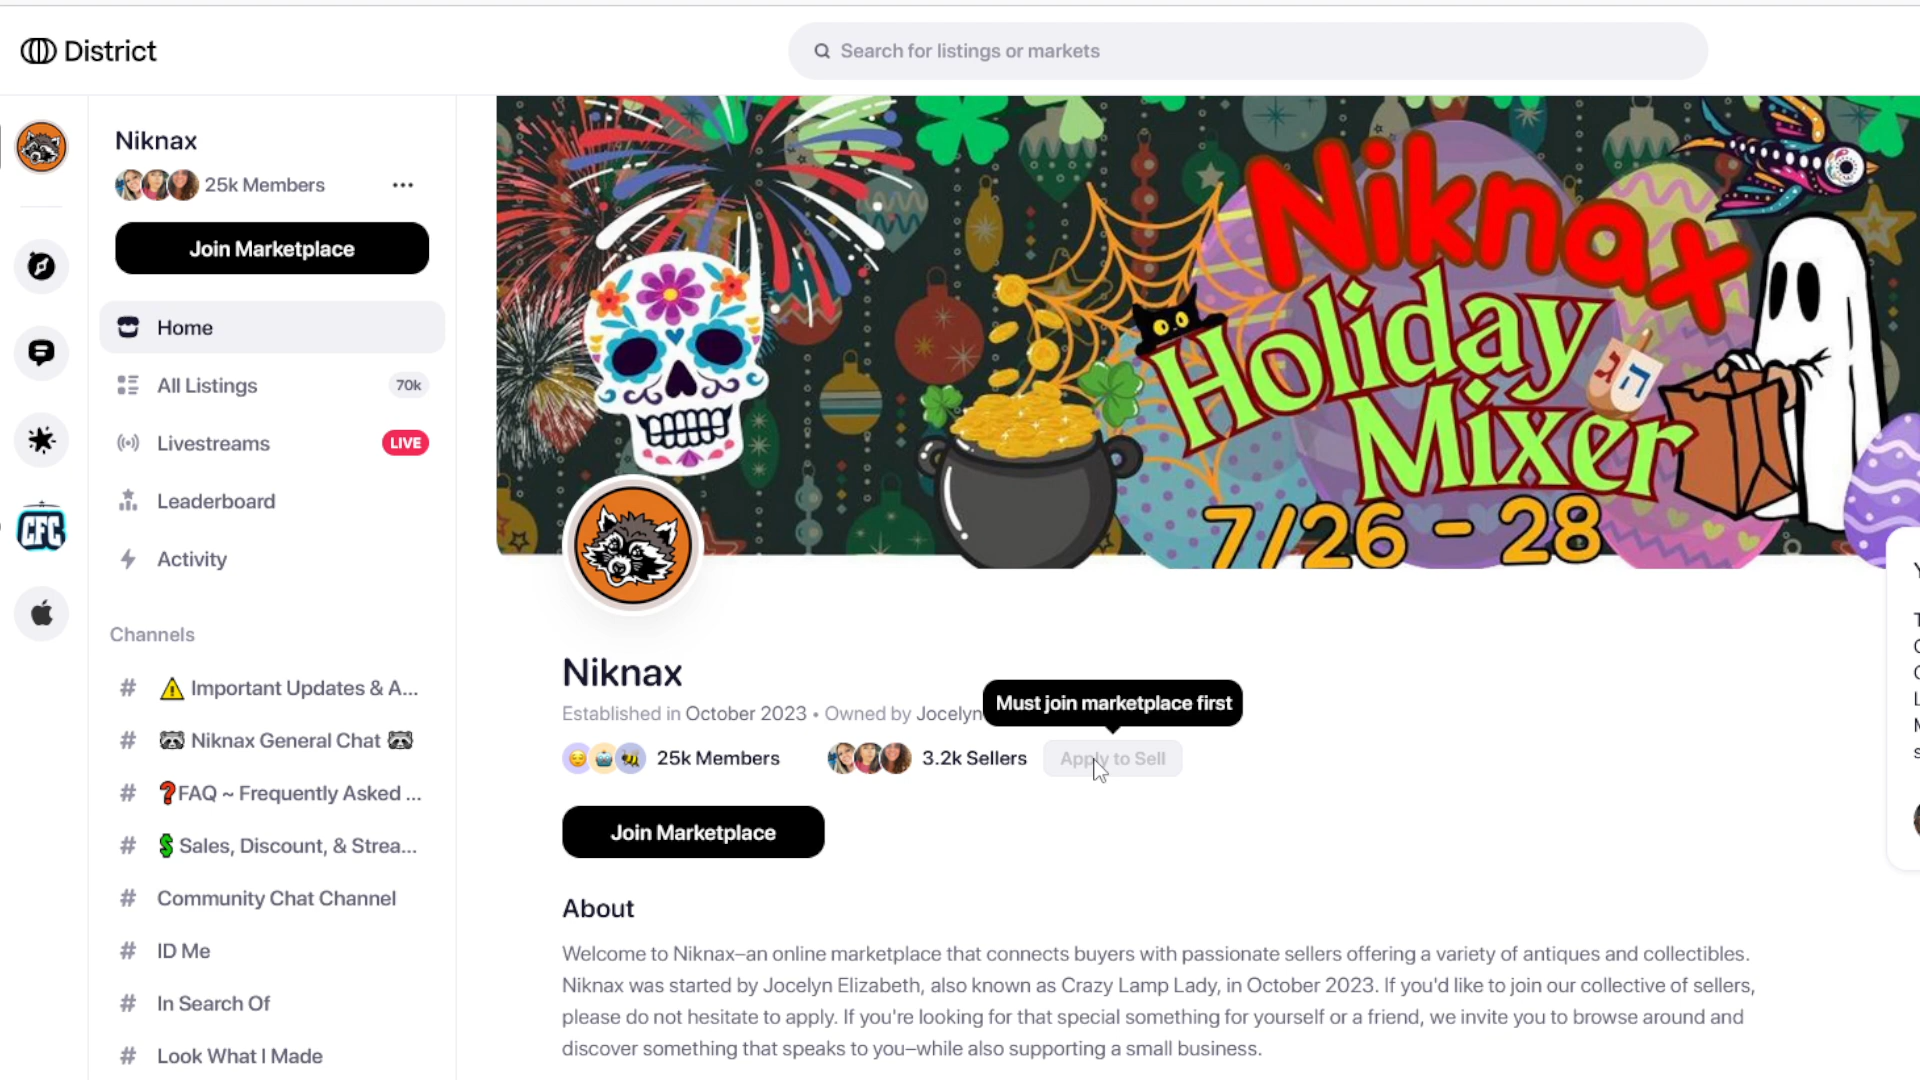 District
Search for listings or markets
Niknax
25k Members
Join Marketplace
Home
All Listings 70k
Livestreams LIVE
Leaderboard
Activity
Channels
# ⚠️ Important Updates & A...
# 🦝 Niknax General Chat 🦝
# ❓FAQ ~ Frequently Asked ...
# 💲 Sales, Discount, & Strea...
# Community Chat Channel
# ID Me
# In Search Of
# Look What I Made
CFC
Niknax
Holiday
Mixer
7/26 - 28
נ ה
Niknax
Established in October 2023 • Owned by Jocelyn
Must join marketplace first
25k Members 3.2k Sellers Apply to Sell
Join Marketplace
About
Welcome to Niknax–an online marketplace that connects buyers with passionate sellers offering a variety of antiques and collectibles.
Niknax was started by Jocelyn Elizabeth, also known as Crazy Lamp Lady, in October 2023. If you'd like to join our collective of sellers,
please do not hesitate to apply. If you're looking for that special something for yourself or a friend, we invite you to browse around and
discover something that speaks to you–while also supporting a small business.